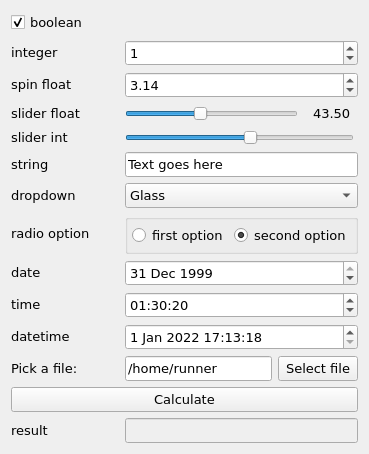 boolean
integer 1
spin float 3.14
slider float 43.50
slider int
string Text goes here
dropdown Glass
radio option first option second option
date 31 Dec 1999
time 01:30:20
datetime 1 Jan 2022 17:13:18
Pick a file: /home/runner Select file
Calculate
result